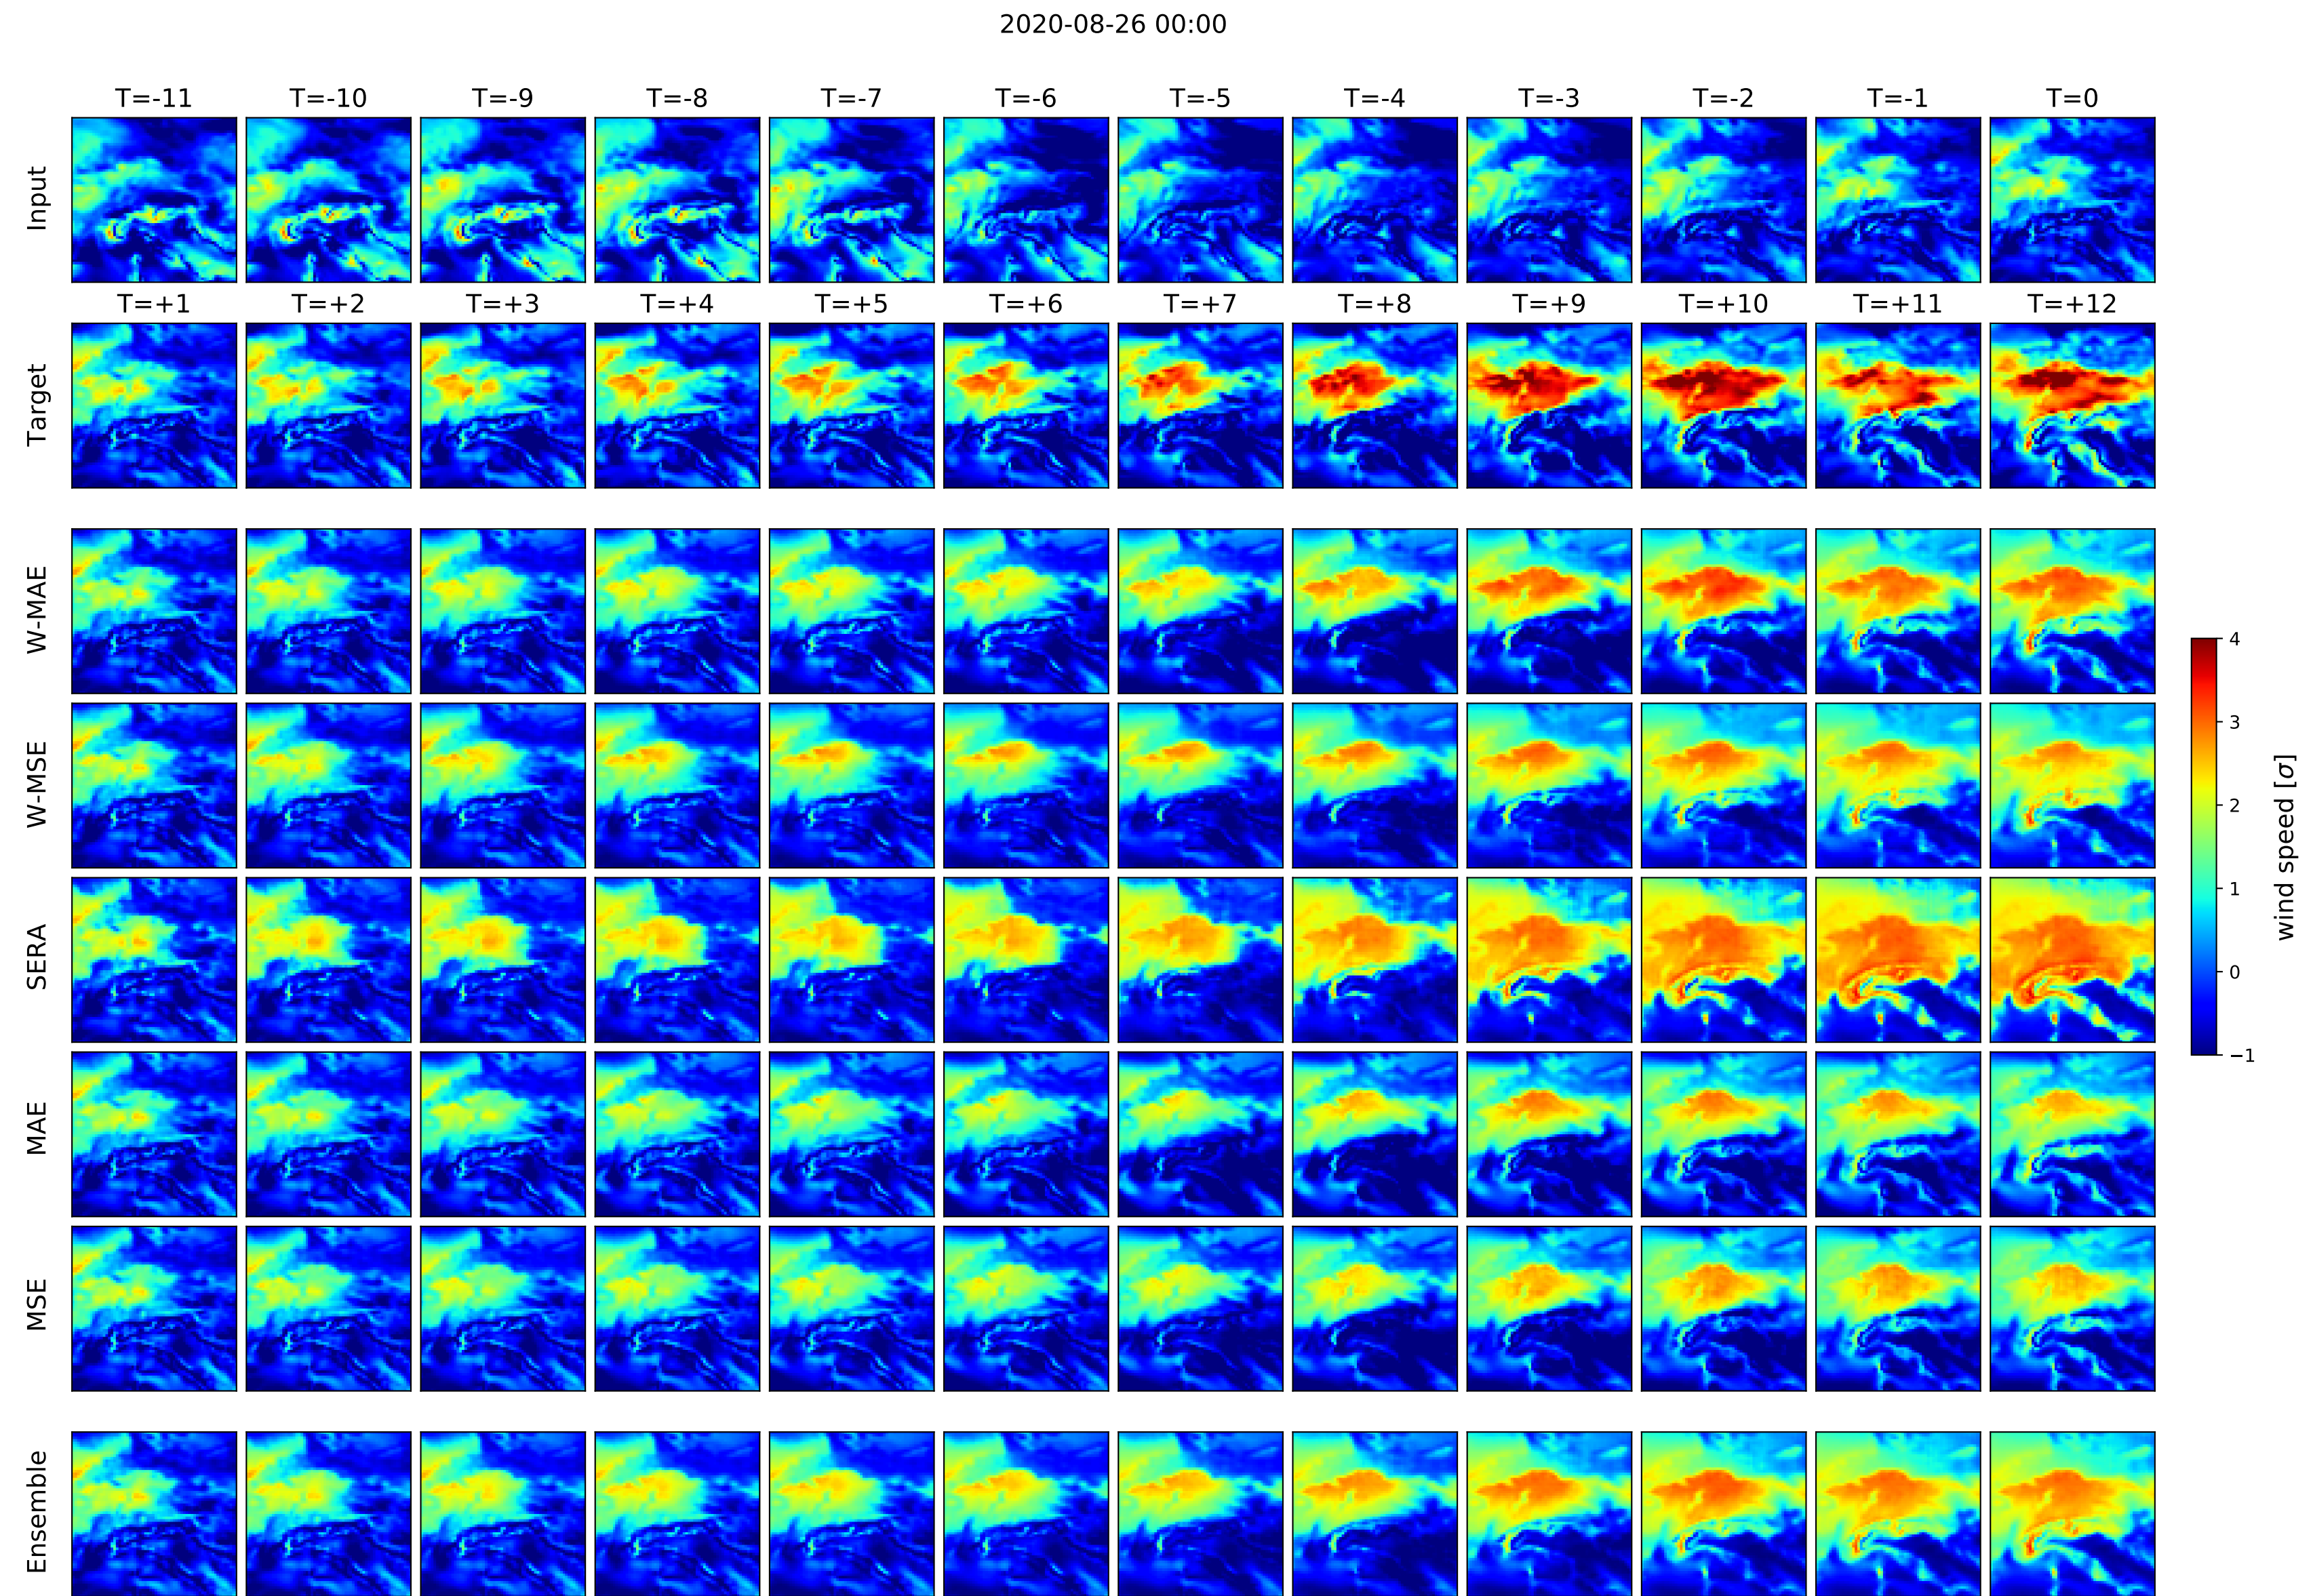 2020-08-26 00:00
T=-11 T=-10 T=-9 T=-8 T=-7 T=-6 T=-5 T=-4 T=-3 T=-2 T=-1 T=0
Input
T=+1 T=+2 T=+3 T=+4 T=+5 T=+6 T=+7 T=+8 T=+9 T=+10 T=+11 T=+12
Target
W-MAE
W-MSE
SERA
MAE
MSE
Ensemble
4
3
2
1
0
−1
wind speed [σ]